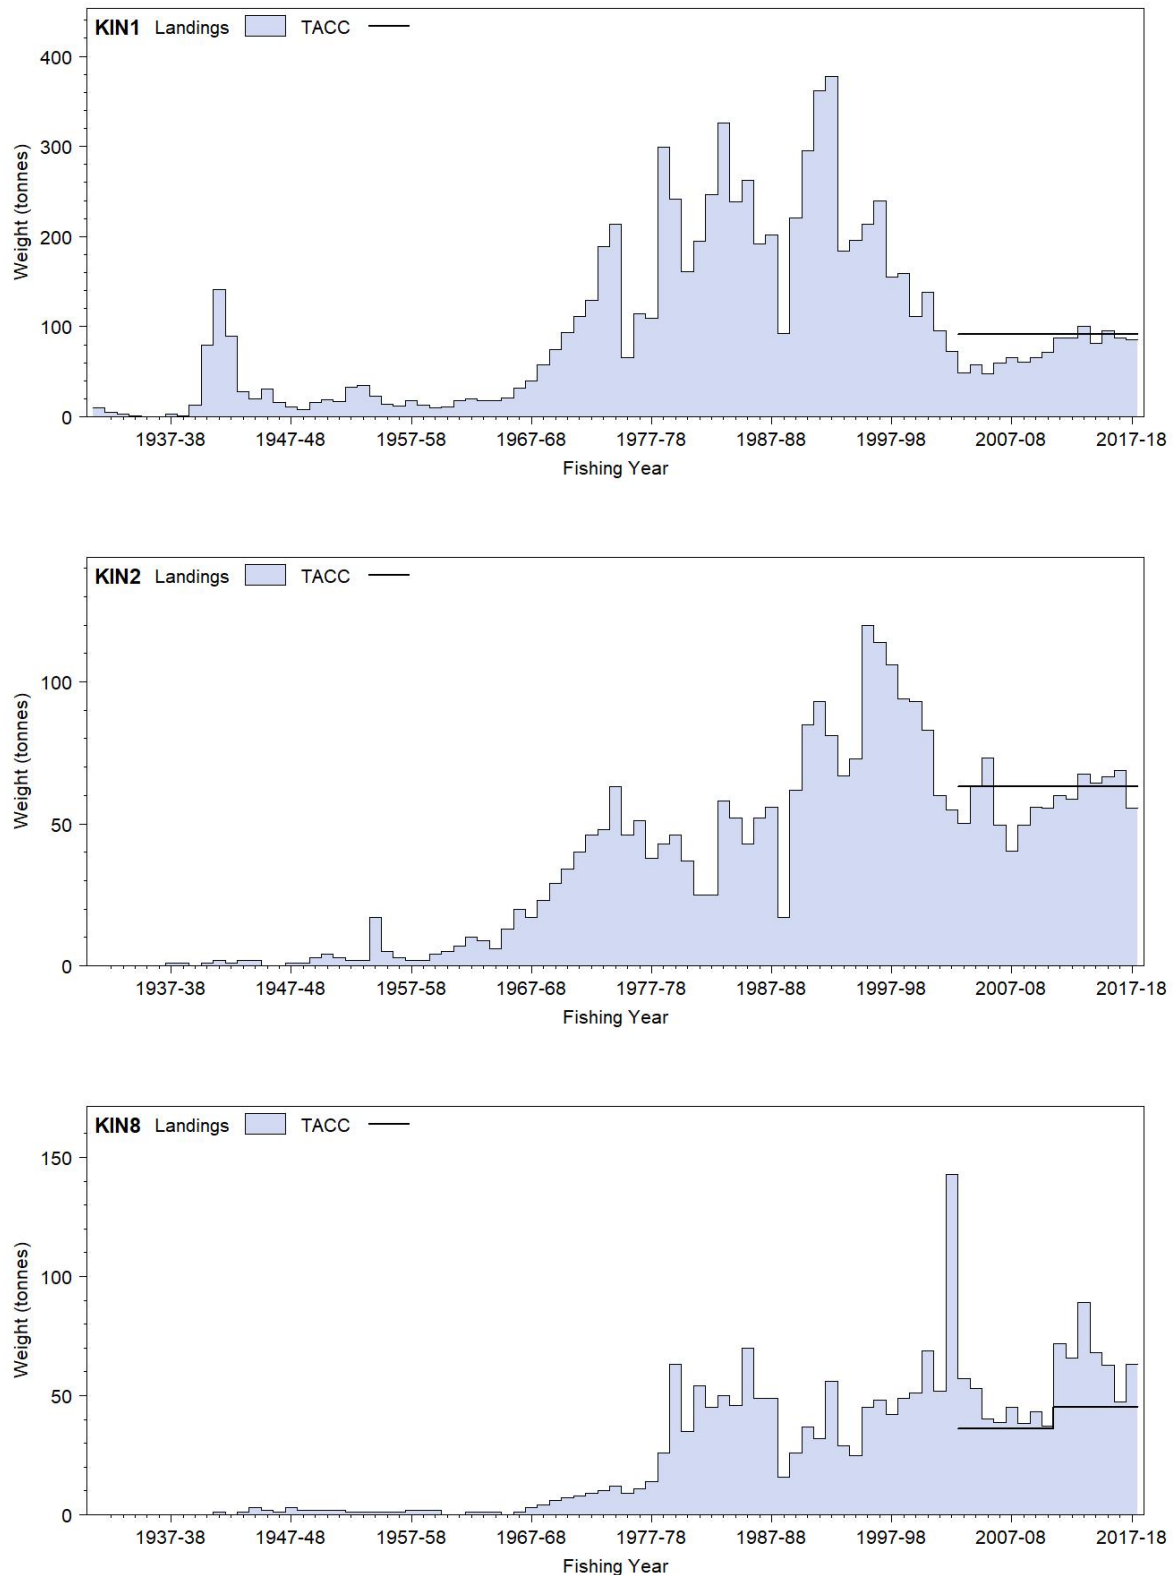 KIN1 Landings TACC
400
300
200
100
0
Weight (tonnes)
1937-38 1947-48 1957-58 1967-68 1977-78 1987-88 1997-98 2007-08 2017-18
Fishing Year
KIN2 Landings TACC
100
50
0
Weight (tonnes)
1937-38 1947-48 1957-58 1967-68 1977-78 1987-88 1997-98 2007-08 2017-18
Fishing Year
KIN8 Landings TACC
150
100
50
0
Weight (tonnes)
1937-38 1947-48 1957-58 1967-68 1977-78 1987-88 1997-98 2007-08 2017-18
Fishing Year